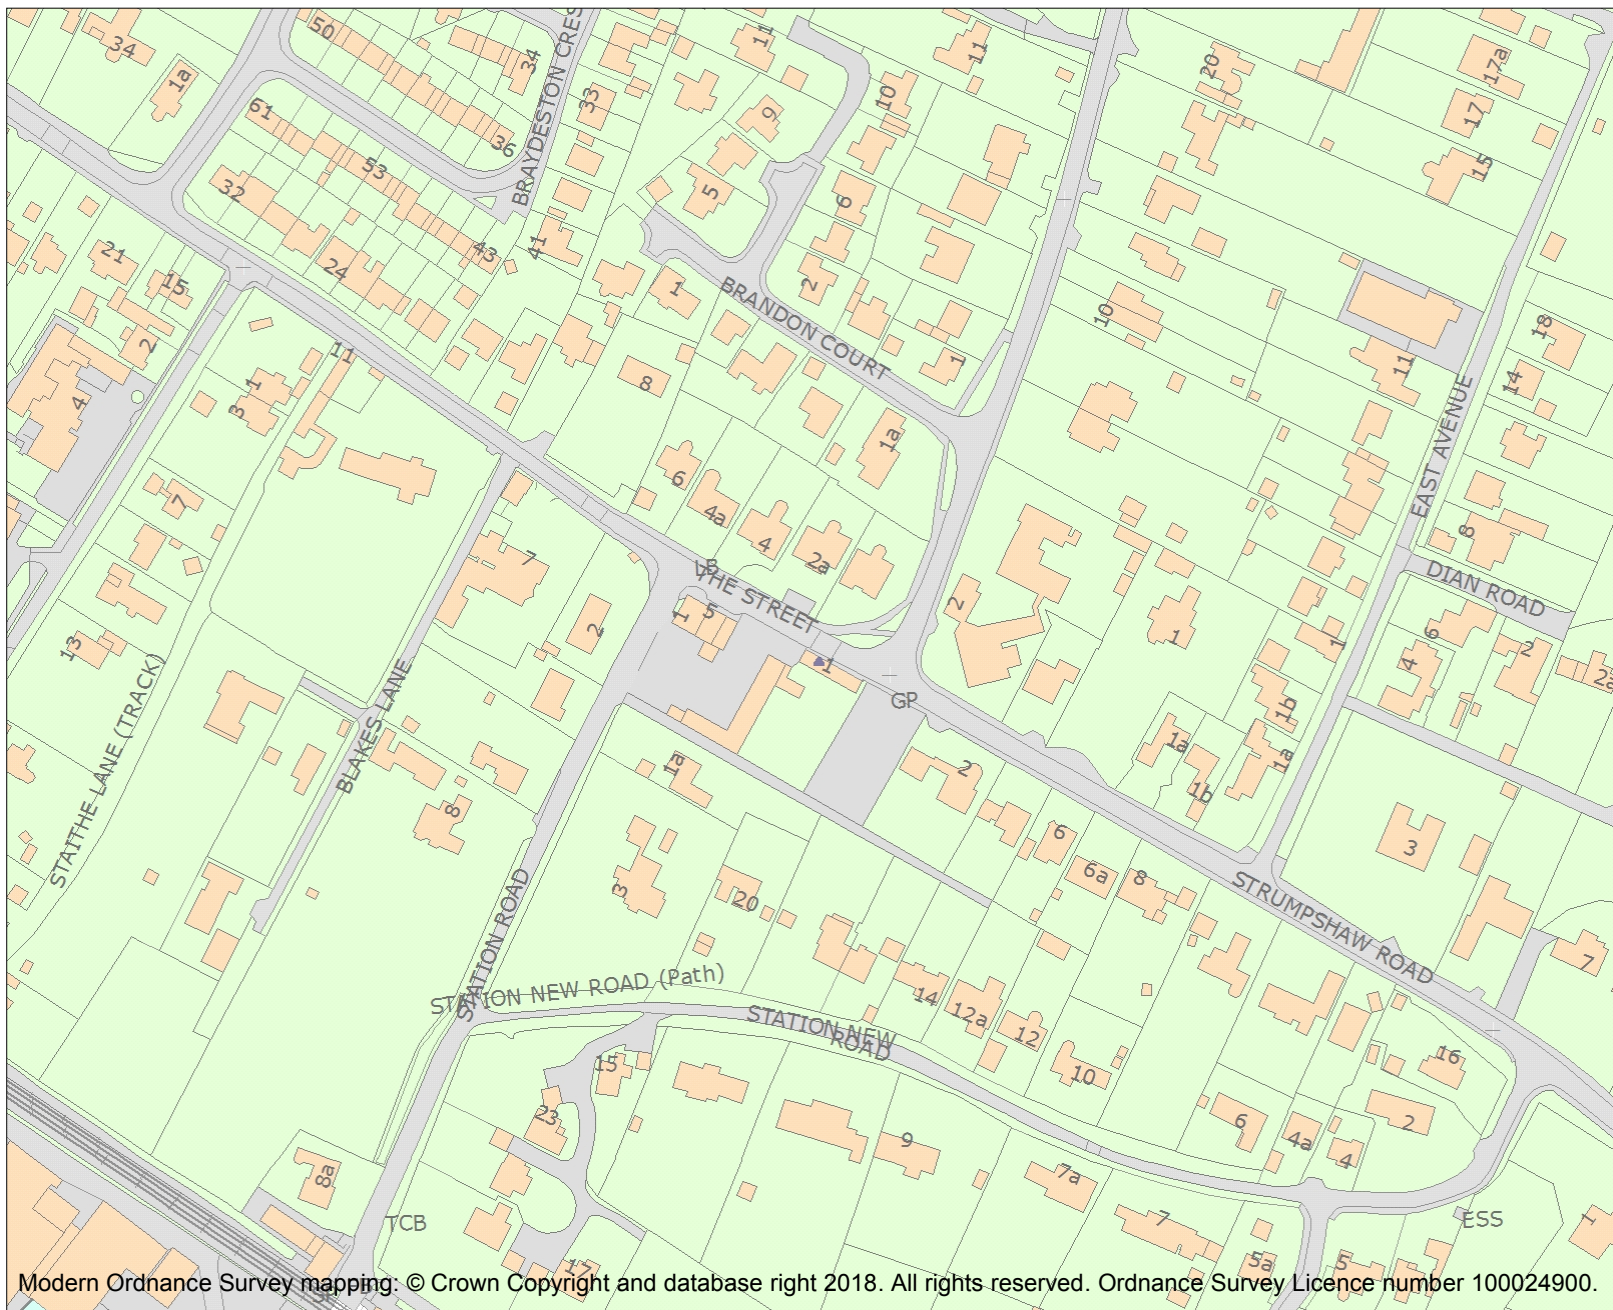 50
34
11
11
20
17a
34
1a
BRAYDESTON CRES
33
10
17
61
9
36
53
15
32
5
6
21
43
41
24
15
1
2
BRANDON COURT
10
18
2
11
8
1
11
1
14
4
3
1a
EAST AVENUE
6
7
4a
4
2a
8
7
LB
THE STREET
DIAN ROAD
1
5
2
2
1
1
6
2
13
4
1
2a
STAITHE LANE (TRACK)
BLAKES LANE
GP
1b
1a
1a
1a
2
1b
8
6
3
6a
8
3
20
STRUMPSHAW ROAD
STATION ROAD
7
STATION NEW ROAD (Path)
14
12a
12
STATION NEW
ROAD
16
15
10
23
6
2
9
4a
4
8a
7a
TCB
7
ESS
1
17
5a
5
Modern Ordnance Survey mapping: © Crown Copyright and database right 2018. All rights reserved. Ordnance Survey Licence number 100024900.